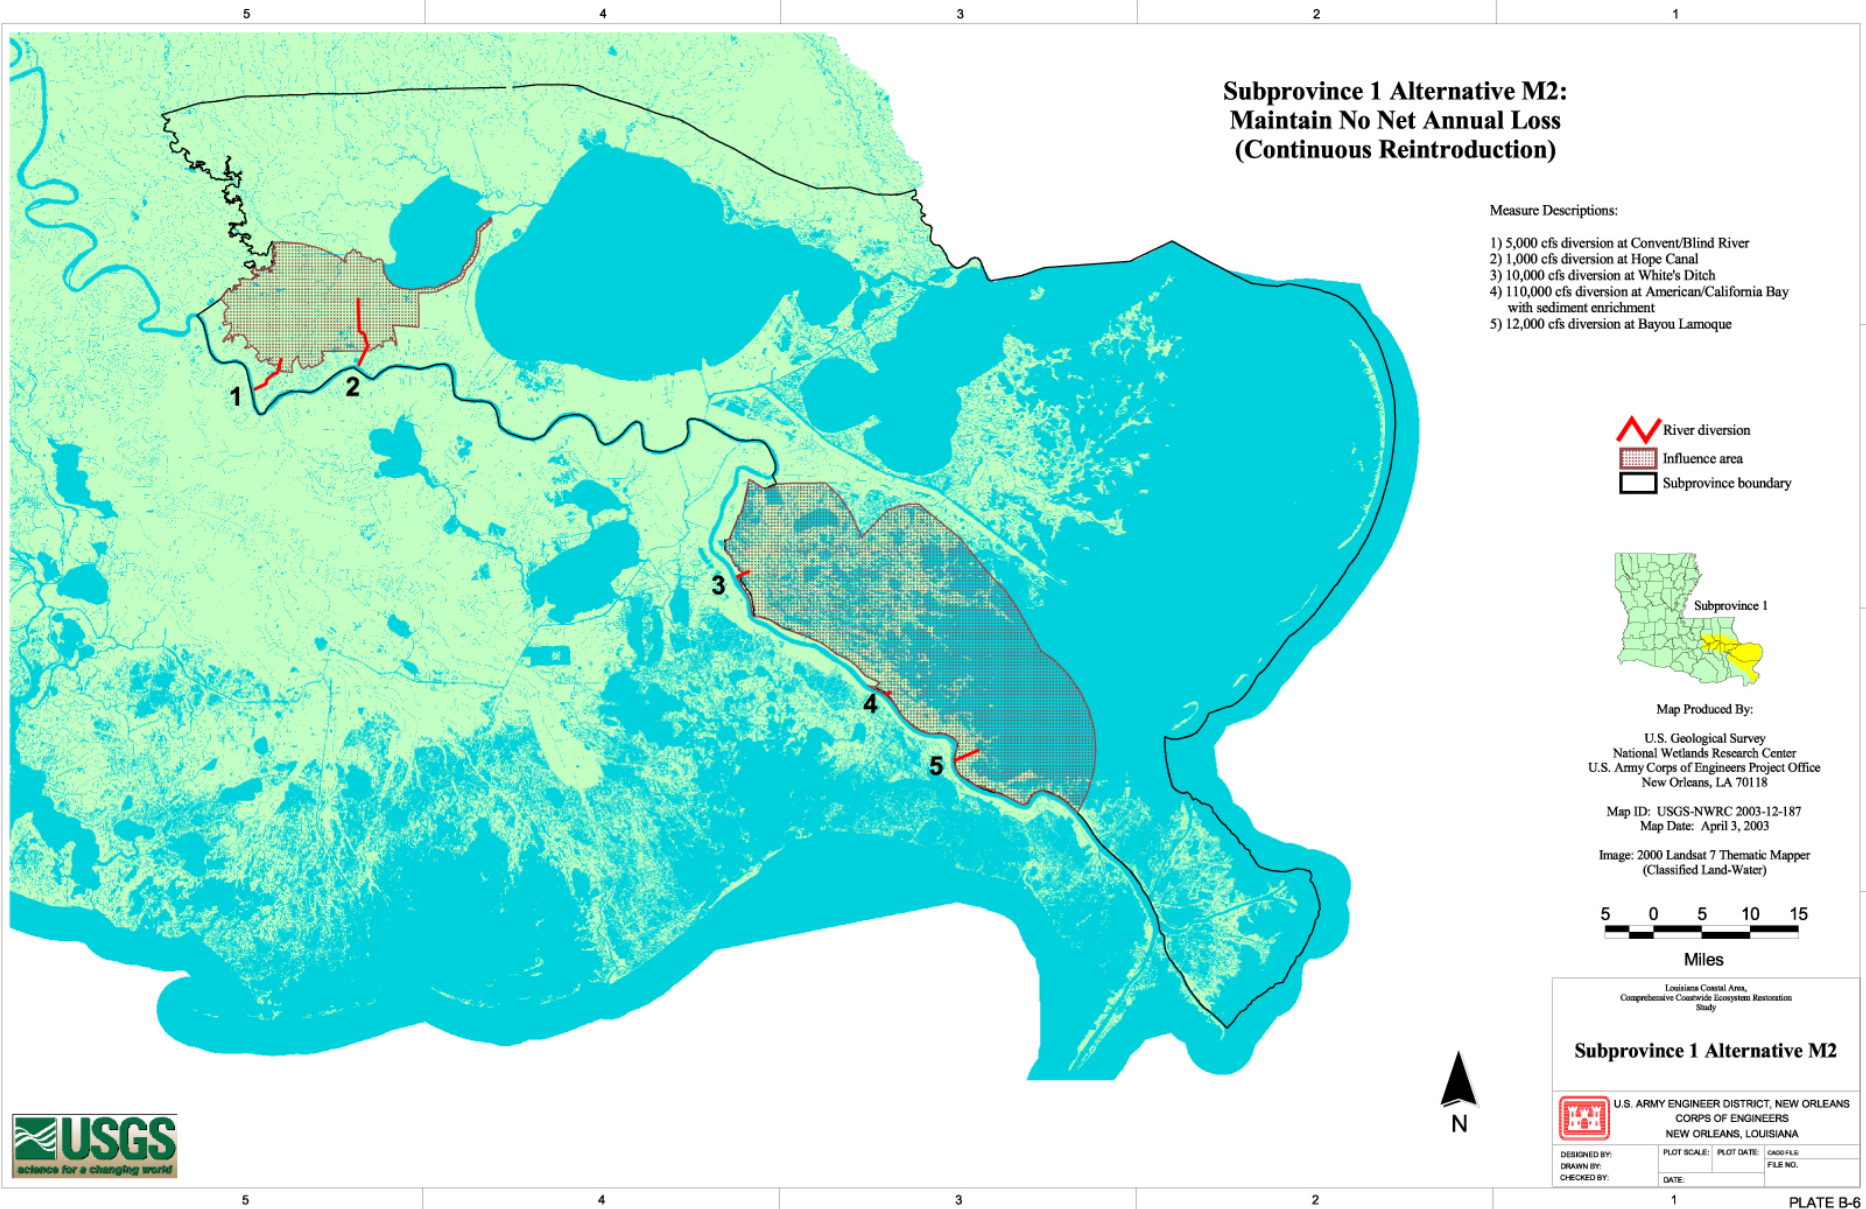 5 4 3 2 1
Subprovince 1 Alternative M2:
Maintain No Net Annual Loss
(Continuous Reintroduction)
Measure Descriptions:
1) 5,000 cfs diversion at Convent/Blind River
2) 1,000 cfs diversion at Hope Canal
3) 10,000 cfs diversion at White's Ditch
4) 110,000 cfs diversion at American/California Bay
with sediment enrichment
5) 12,000 cfs diversion at Bayou Lamoque
1
2
3
4
5
River diversion
Influence area
Subprovince boundary
Subprovince 1
Map Produced By:
U.S. Geological Survey
National Wetlands Research Center
U.S. Army Corps of Engineers Project Office
New Orleans, LA 70118
Map ID: USGS-NWRC 2003-12-187
Map Date: April 3, 2003
Image: 2000 Landsat 7 Thematic Mapper
(Classified Land-Water)
5 0 5 10 15
Miles
Louisiana Coastal Area,
Comprehensive Coastwide Ecosystem Restoration
Study
Subprovince 1 Alternative M2
N
U.S. ARMY ENGINEER DISTRICT, NEW ORLEANS
CORPS OF ENGINEERS
NEW ORLEANS, LOUISIANA
DESIGNED BY:
DRAWN BY:
CHECKED BY:
PLOT SCALE:
PLOT DATE:
CADD FILE:
FILE NO.
DATE:
USGS
science for a changing world
5 4 3 2 1
PLATE B-6